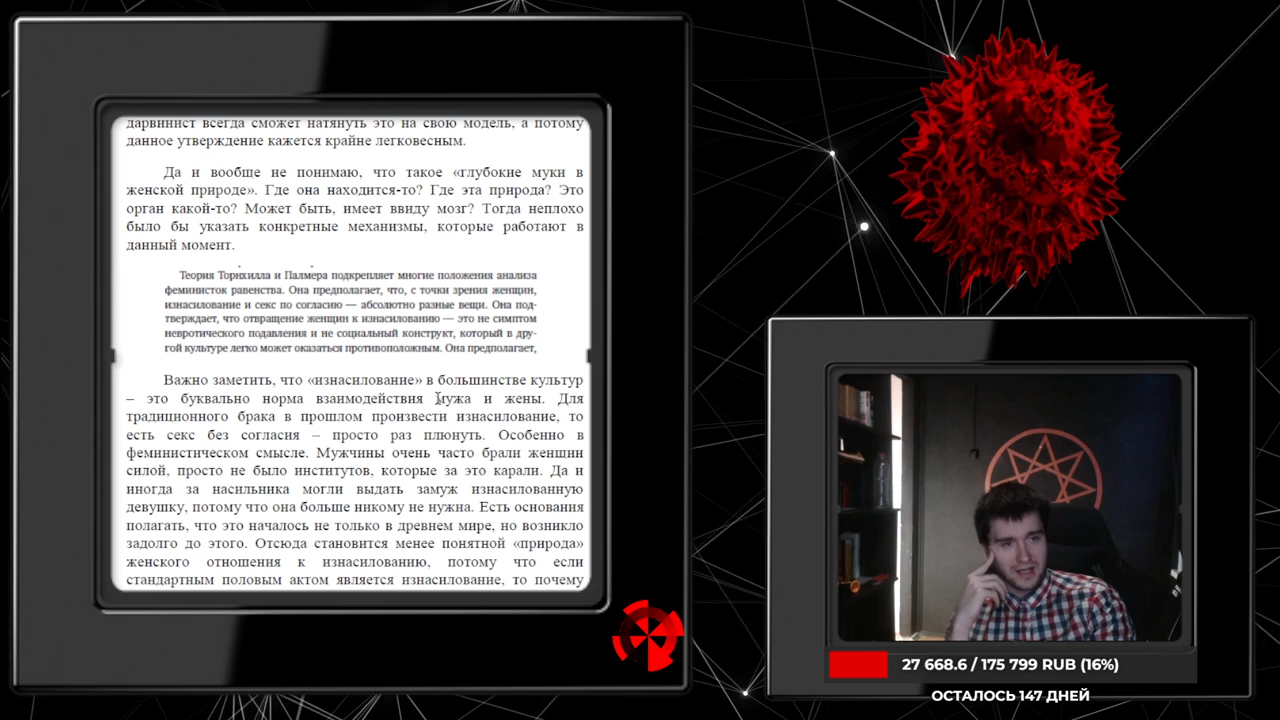 дарвинист всегда сможет натянуть это на свою модель, а потому
данное утверждение кажется крайне легковесным.
Да и вообще не понимаю, что такое «глубокие муки в
женской природе». Где она находится-то? Где эта природа? Это
орган какой-то? Может быть, имеет ввиду мозг? Тогда неплохо
было бы указать конкретные механизмы, которые работают в
данный момент.
Теория Торнхилла и Палмера подкрепляет многие положения анализа
феминисток равенства. Она предполагает, что, с точки зрения женщин,
изнасилование и секс по согласию — абсолютно разные вещи. Она под-
тверждает, что отвращение женщин к изнасилованию — это не симптом
невротического подавления и не социальный конструкт, который в дру-
гой культуре легко может оказаться противоположным. Она предполагает,
Важно заметить, что «изнасилование» в большинстве культур
– это буквально норма взаимодействия мужа и жены. Для
традиционного брака в прошлом произвести изнасилование, то
есть секс без согласия – просто раз плюнуть. Особенно в
феминистическом смысле. Мужчины очень часто брали женщин
силой, просто не было институтов, которые за это карали. Да и
иногда за насильника могли выдать замуж изнасилованную
девушку, потому что она больше никому не нужна. Есть основания
полагать, что это началось не только в древнем мире, но возникло
задолго до этого. Отсюда становится менее понятной «природа»
женского отношения к изнасилованию, потому что если
стандартным половым актом является изнасилование, то почему
27 668.6 / 175 799 RUB (16%)
ОСТАЛОСЬ 147 ДНЕЙ